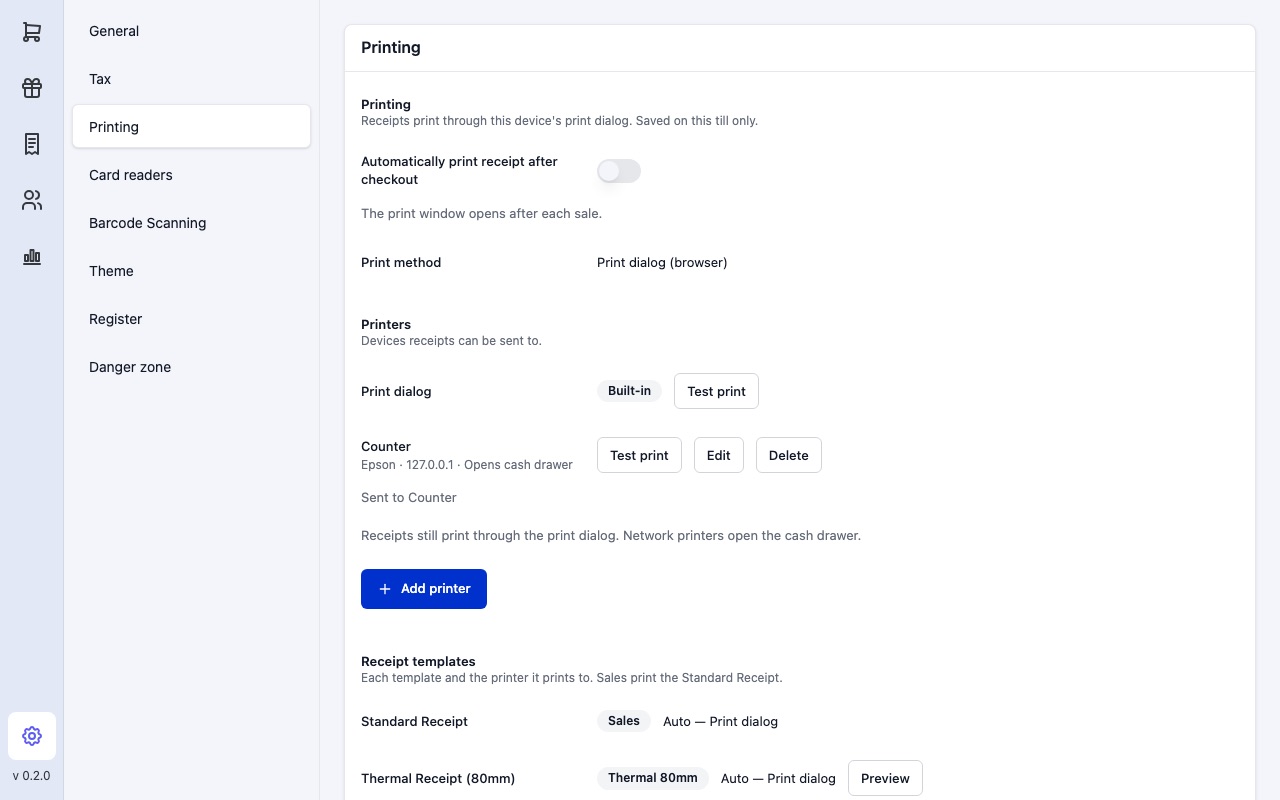 General
Tax
Printing
Card readers
Barcode Scanning
Theme
Register
Danger zone
v 0.2.0
Printing
Printing
Receipts print through this device's print dialog. Saved on this till only.
Automatically print receipt after
checkout
The print window opens after each sale.
Print method
Print dialog (browser)
Printers
Devices receipts can be sent to.
Print dialog
Built-in
Test print
Counter
Epson · 127.0.0.1 · Opens cash drawer
Test print
Edit
Delete
Sent to Counter
Receipts still print through the print dialog. Network printers open the cash drawer.
Add printer
Receipt templates
Each template and the printer it prints to. Sales print the Standard Receipt.
Standard Receipt
Sales
Auto — Print dialog
Thermal Receipt (80mm)
Thermal 80mm
Auto — Print dialog
Preview